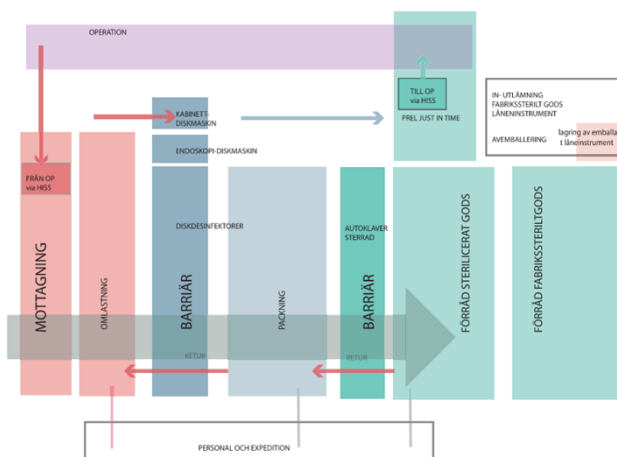 OPERATION
TILL OP
via HISS
PREL JUST IN TIME
KABINETT-
DISKMASKIN
ENDOSKOPI-DISKMASKIN
IN- UTLÄMNING
FABRIKSSTERILT GODS
LÅNEINSTRUMENT
AVEMBALLERING
lagring av emballa
t låneinstrument
FRÅN OP
via HISS
DISKDESINFEKTORER
AUTOKLAVER
STERRAD
MOTTAGNING
OMLASTNING
BARRIÄR
PACKNING
BARRIÄR
FÖRRÅD STERILICERAT GODS
FÖRRÅD FABRIKSSTERILTGODS
RETUR
RETUR
PERSONAL OCH EXPEDITION